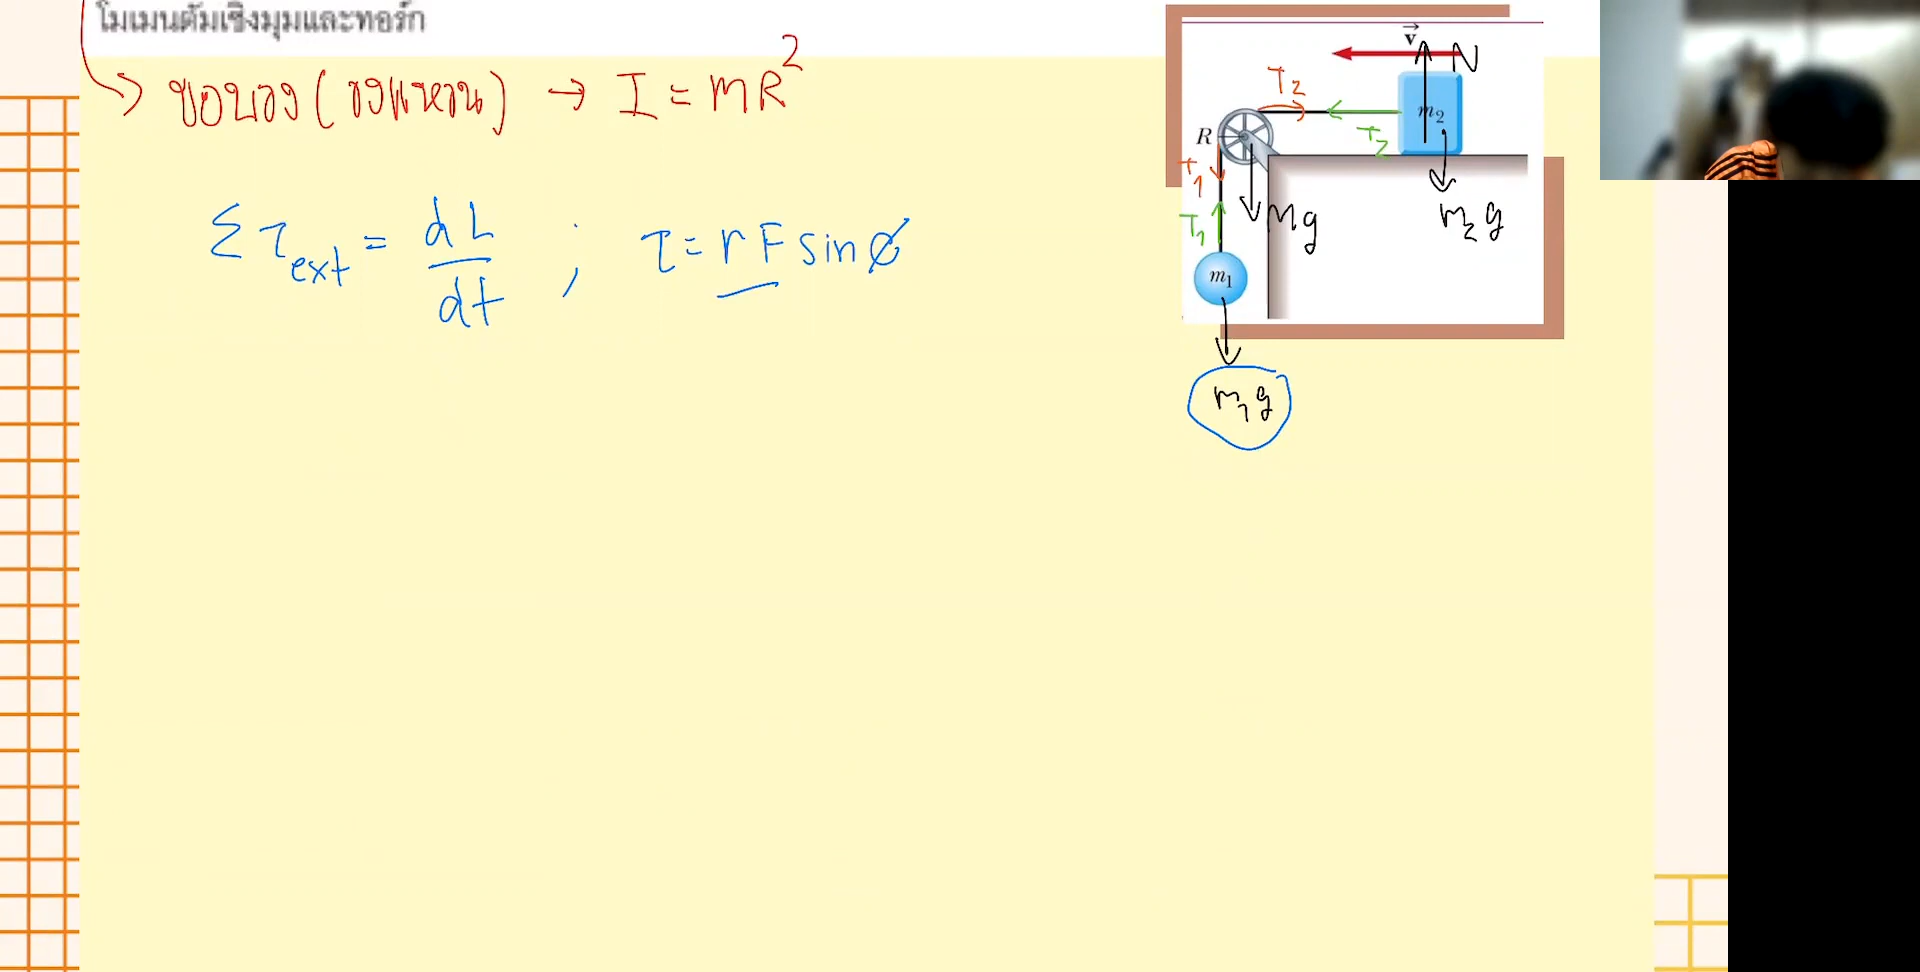 โมเมนตัมเชิงมุมและทอร์ก
ขอบวง (วงแหวน) → I = MR²
Στ_ext = dL/dt ; τ = rF sin φ
v N
T₂
m₂
R T₂
T₁
Mg m₂g
T₁
m₁
m₁g